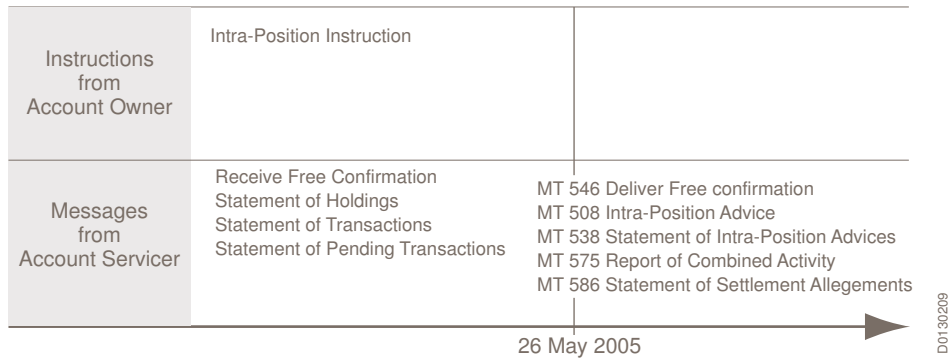 Instructions
from
Account Owner
Intra-Position Instruction
Messages
from
Account Servicer
Receive Free Confirmation
Statement of Holdings
Statement of Transactions
Statement of Pending Transactions
MT 546 Deliver Free confirmation
MT 508 Intra-Position Advice
MT 538 Statement of Intra-Position Advices
MT 575 Report of Combined Activity
MT 586 Statement of Settlement Allegements
26 May 2005
D0130209